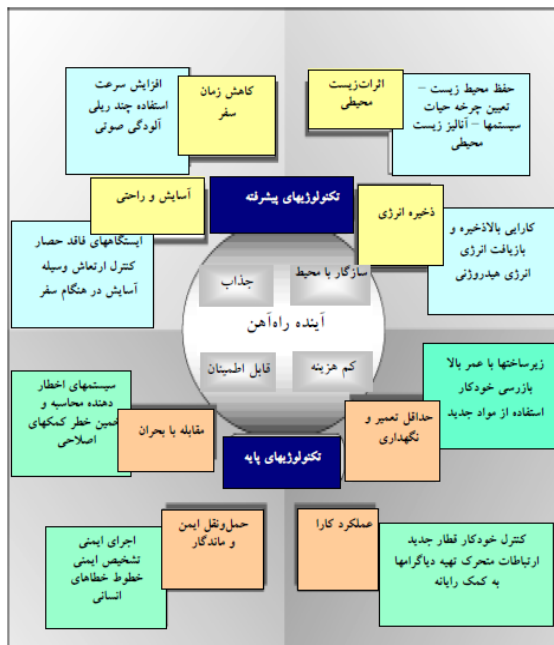 افزایش سرعت
استفاده چند ریلی
آلودگی صوتی
کاهش زمان
سفر
اثرات‌زیست
محیطی
حفظ محیط زیست –
تعیین چرخه حیات
سیستمها – آنالیز زیست
محیطی
آسایش و راحتی
تکنولوژیهای پیشرفته
ذخیره انرژی
ایستگاههای فاقد حصار
کنترل ارتعاش وسیله
آسایش در هنگام سفر
کارایی بالاذخیره و
بازیافت انرژی
انرژی هیدروژنی
جذاب
سازگار با محیط
آینده راه‌آهن
قابل اطمینان
کم هزینه
سیستمهای اخطار
دهنده محاسبه و
خمین خطر کمکهای
اصلاحی
مقابله با بحران
تکنولوژیهای پایه
حداقل تعمیر و
نگهداری
زیرساختها با عمر بالا
بازرسی خودکار
استفاده از مواد جدید
اجرای ایمنی
تشخیص ایمنی
خطوط خطاهای
انسانی
حمل‌ونقل ایمن
و ماندگار
عملکرد کارا
کنترل خودکار قطار جدید
ارتباطات متحرک تهیه دیاگرامها
به کمک رایانه